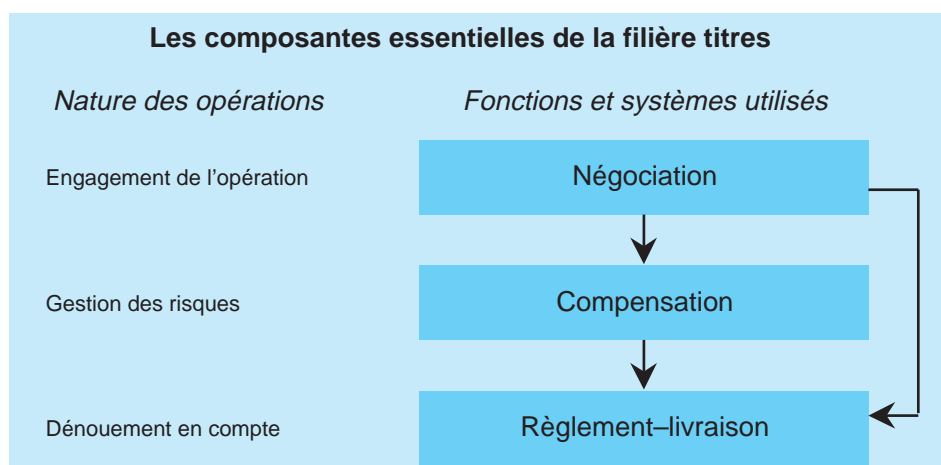 Les composantes essentielles de la filière titres
Nature des opérations
Fonctions et systèmes utilisés
Engagement de l’opération
Négociation
Gestion des risques
Compensation
Dénouement en compte
Règlement–livraison